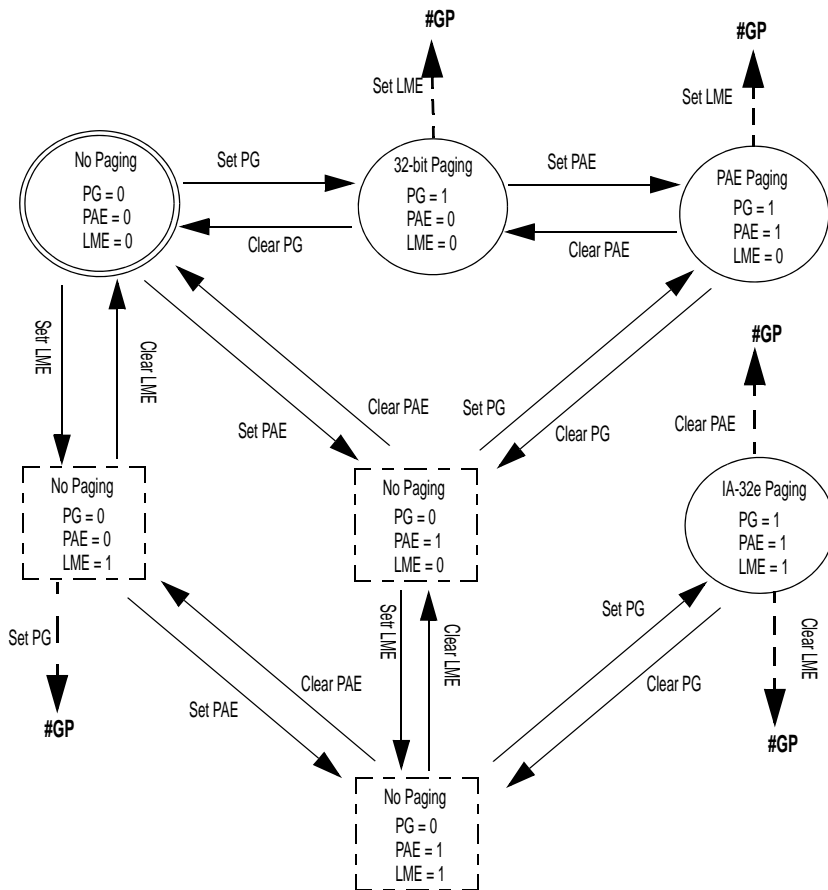 #GP
#GP
Set LME
Set LME
No Paging
PG = 0
PAE = 0
LME = 0
Set PG
Clear PG
32-bit Paging
PG = 1
PAE = 0
LME = 0
Set PAE
Clear PAE
PAE Paging
PG = 1
PAE = 1
LME = 0
Setr LME
Clear LME
Set PAE
Clear PAE
Set PG
Clear PG
#GP
Clear PAE
No Paging
PG = 0
PAE = 0
LME = 1
No Paging
PG = 0
PAE = 1
LME = 0
IA-32e Paging
PG = 1
PAE = 1
LME = 1
Set PG
#GP
Set PAE
Clear PAE
Setr LME
Clear LME
Set PG
Clear PG
Clear LME
#GP
No Paging
PG = 0
PAE = 1
LME = 1